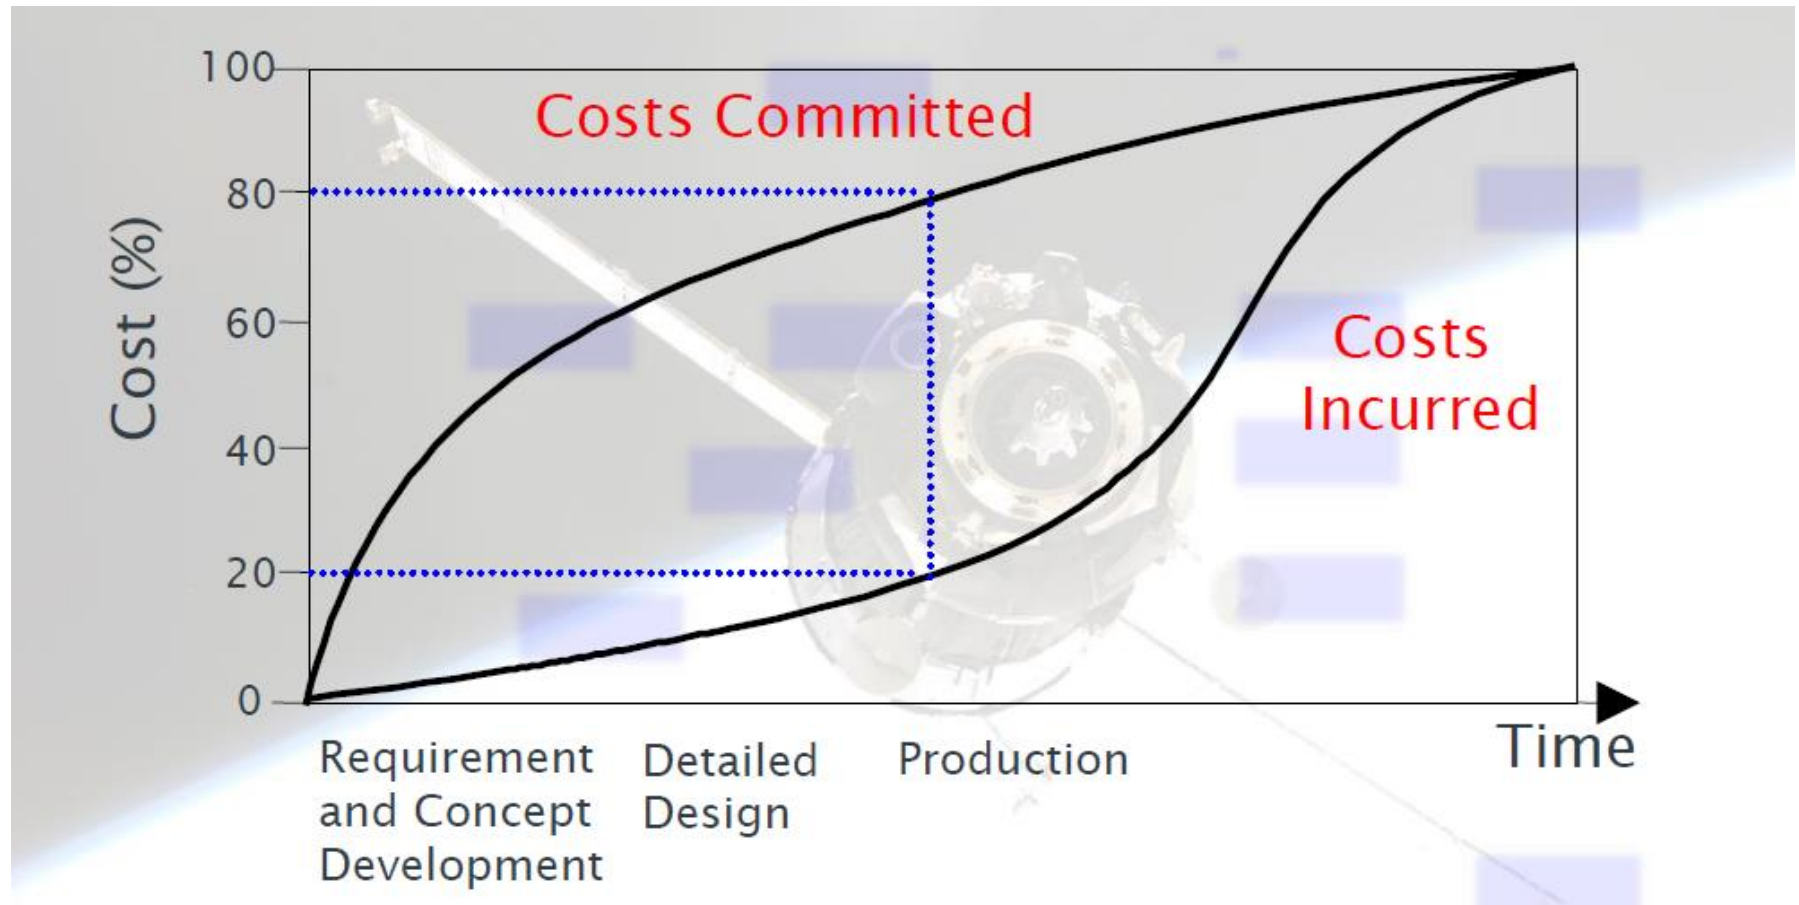 100
Costs Committed
80
Cost (%)
60
Costs
Incurred
40
20
0
Time
Requirement
and Concept
Development
Detailed
Design
Production